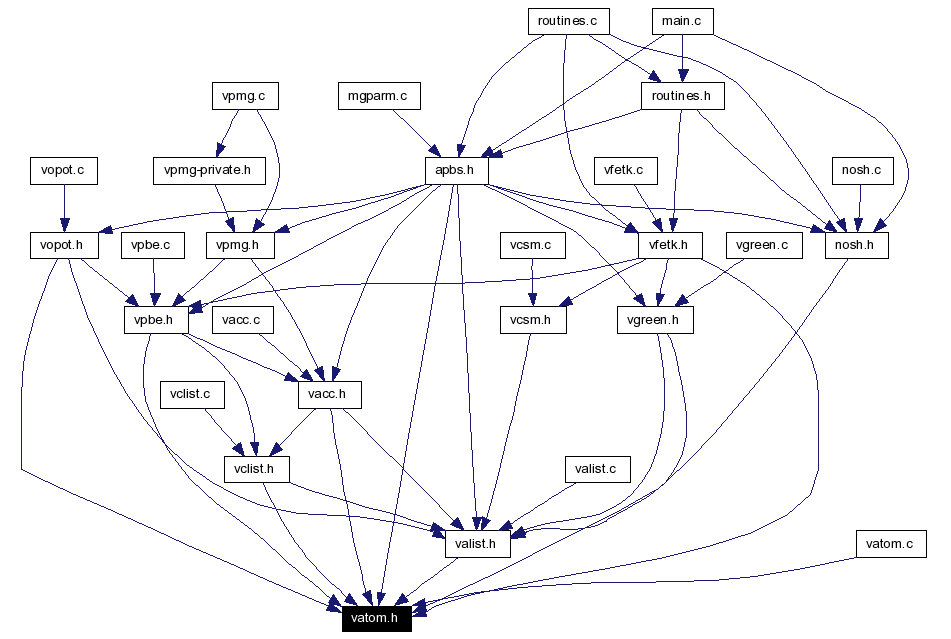 routines.c
main.c
vpmg.c
mgparm.c
routines.h
vopot.c
vpmg-private.h
apbs.h
vfetk.c
nosh.c
vopot.h
vpbe.c
vpmg.h
vcsm.c
vfetk.h
vgreen.c
nosh.h
vpbe.h
vacc.c
vcsm.h
vgreen.h
vclist.c
vacc.h
vclist.h
valist.c
valist.h
vatom.c
vatom.h